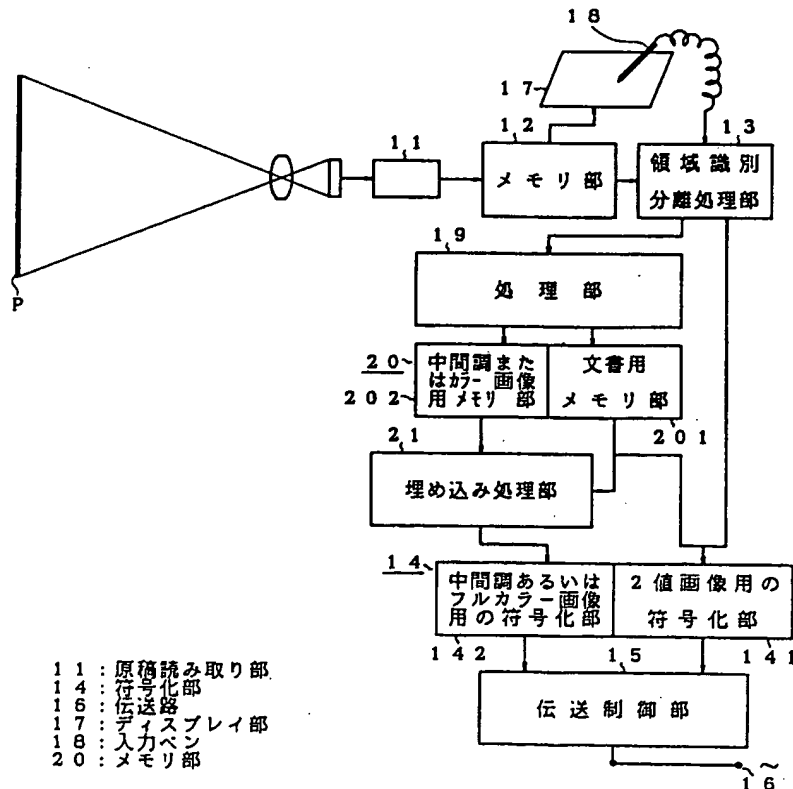 18
17
12
11
13
メモリ部
領域識別
分離処理部
P
19
処理部
20
中間調また
はカラー画像
用メモリ部
文書用
メモリ部
202
201
21
埋め込み処理部
14
中間調あるいは
フルカラー画像
用の符号化部
2値画像用の
符号化部
142
15
141
伝送制御部
16
11:原稿読み取り部
14:符号化部
16:伝送路
17:ディスプレイ部
18:入力ペン
20:メモリ部